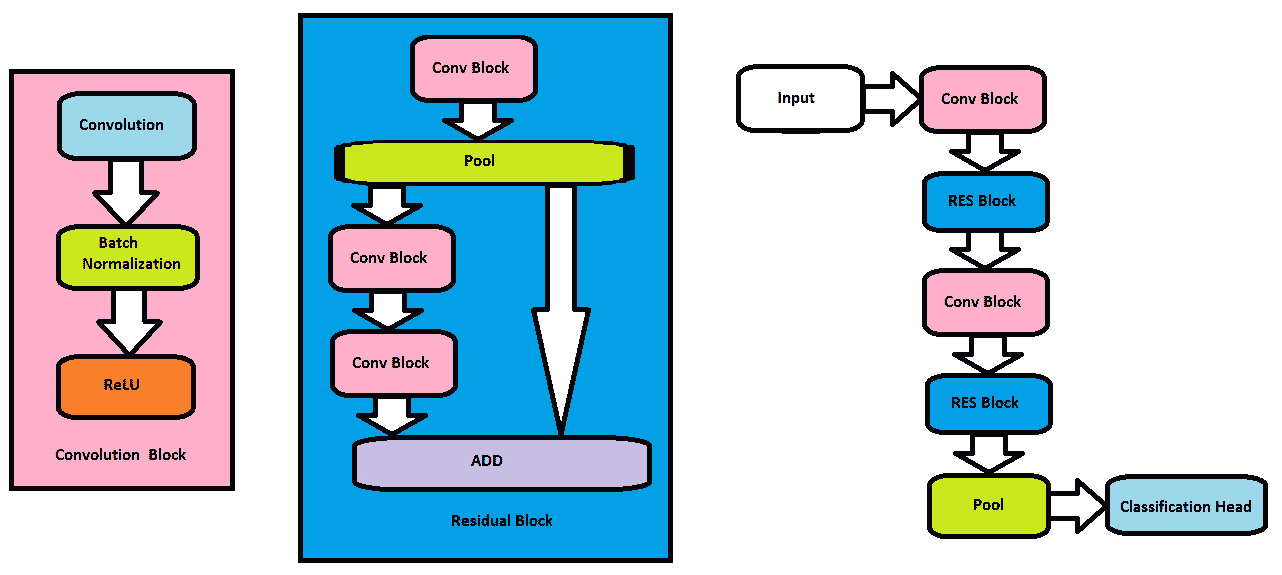 Convolution
Batch
Normalization
ReLU
Convolution Block
Conv Block
Pool
Conv Block
Conv Block
ADD
Residual Block
Input
Conv Block
RES Block
Conv Block
RES Block
Pool
Classification Head